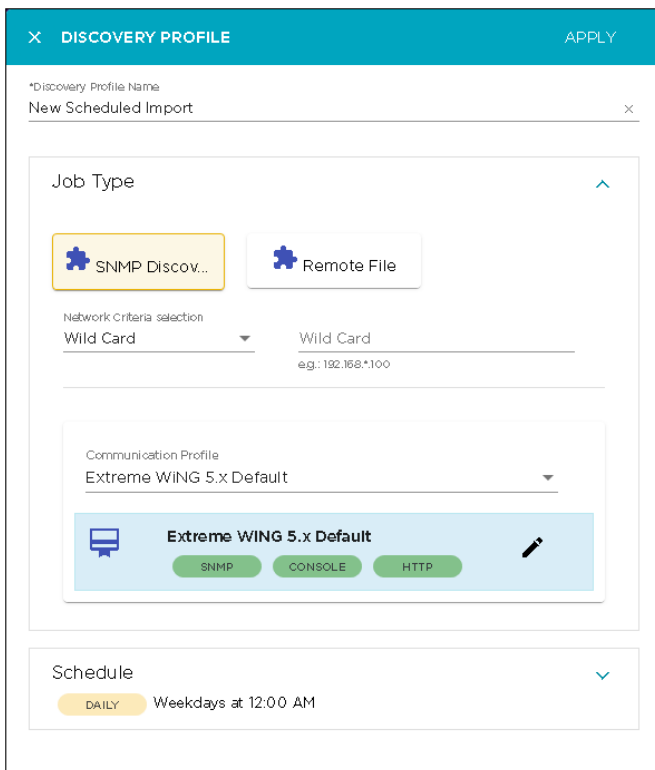 × DISCOVERY PROFILE APPLY
*Discovery Profile Name
New Scheduled Import ×
Job Type
SNMP Discov... Remote File
Network Criteria selection
Wild Card Wild Card
e.g.: 192.168.*.100
Communication Profile
Extreme WiNG 5.x Default
Extreme WiNG 5.x Default
SNMP CONSOLE HTTP
Schedule
DAILY Weekdays at 12:00 AM